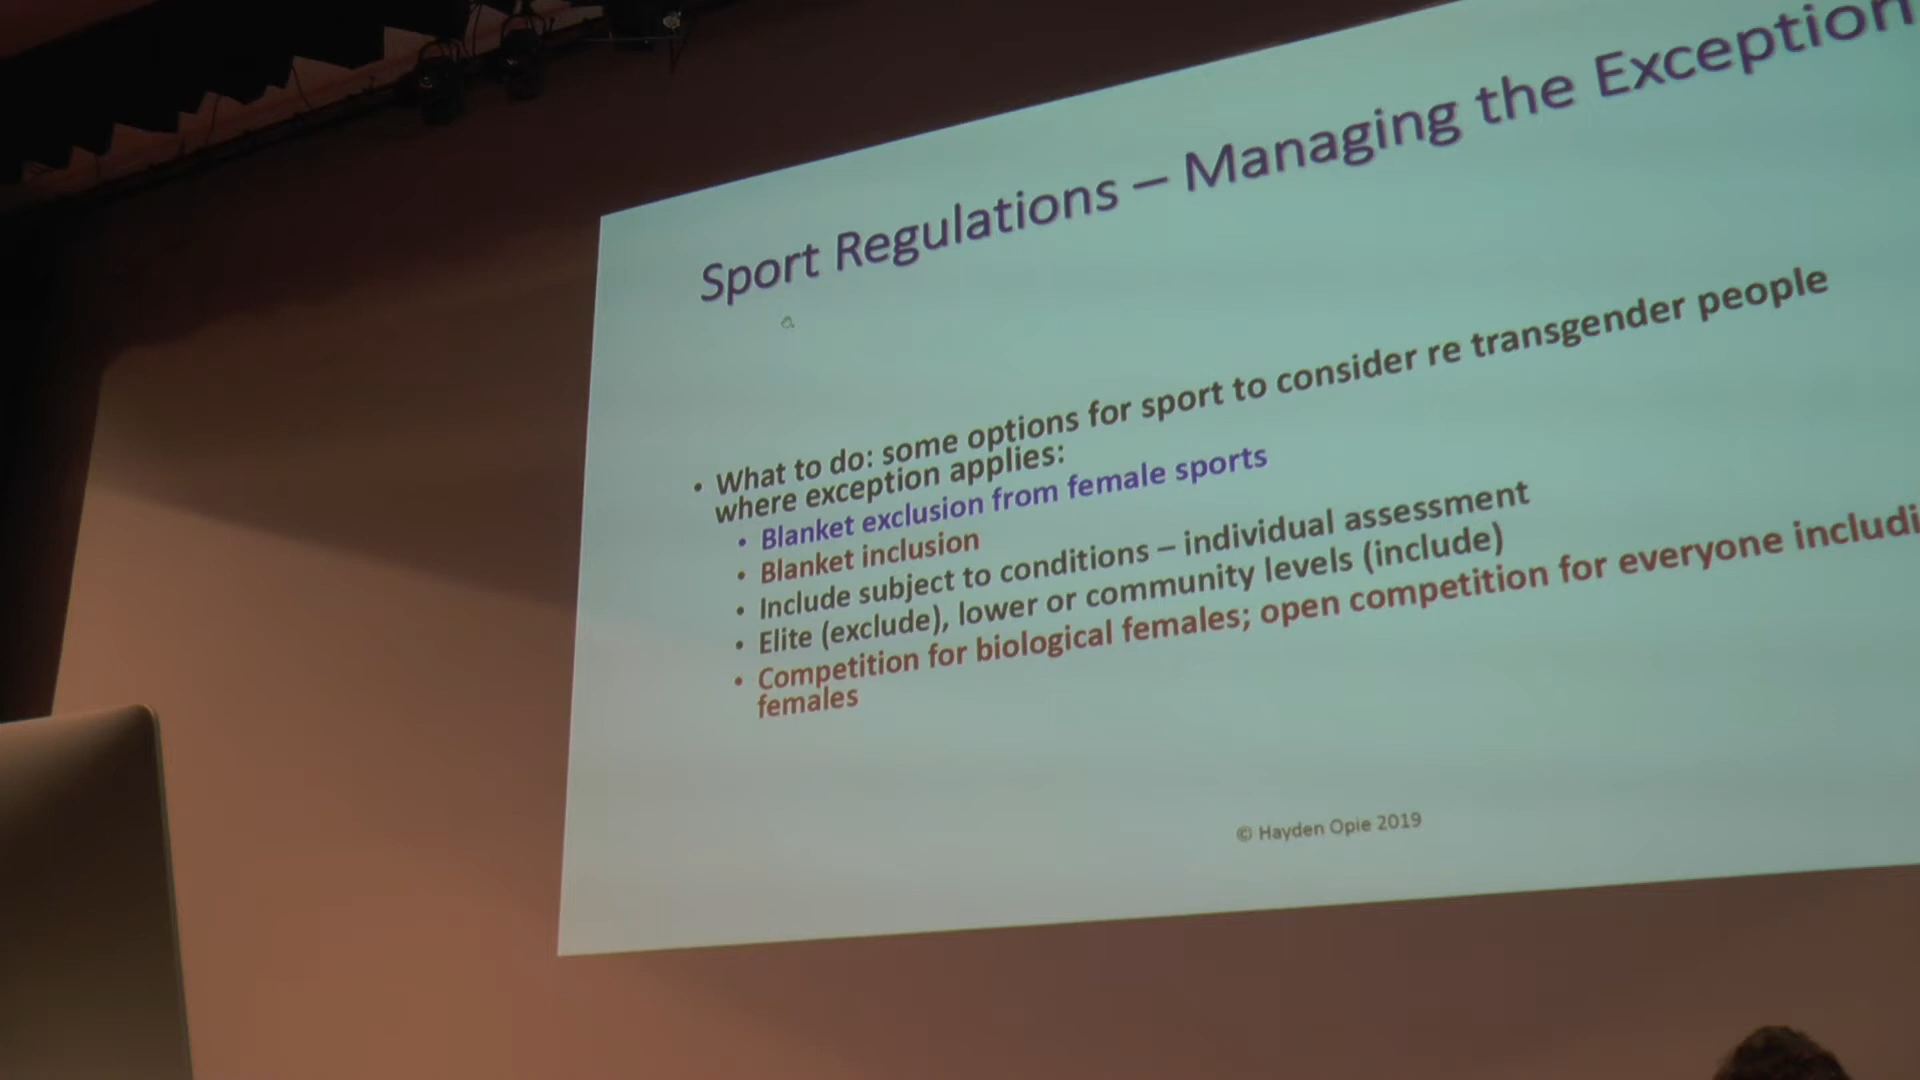 Sport Regulations – Managing the Exception
• What to do: some options for sport to consider re transgender people
where exception applies:
• Blanket exclusion from female sports
• Blanket inclusion
• Include subject to conditions – individual assessment
• Elite (exclude), lower or community levels (include)
• Competition for biological females; open competition for everyone includi
females
© Hayden Opie 2019